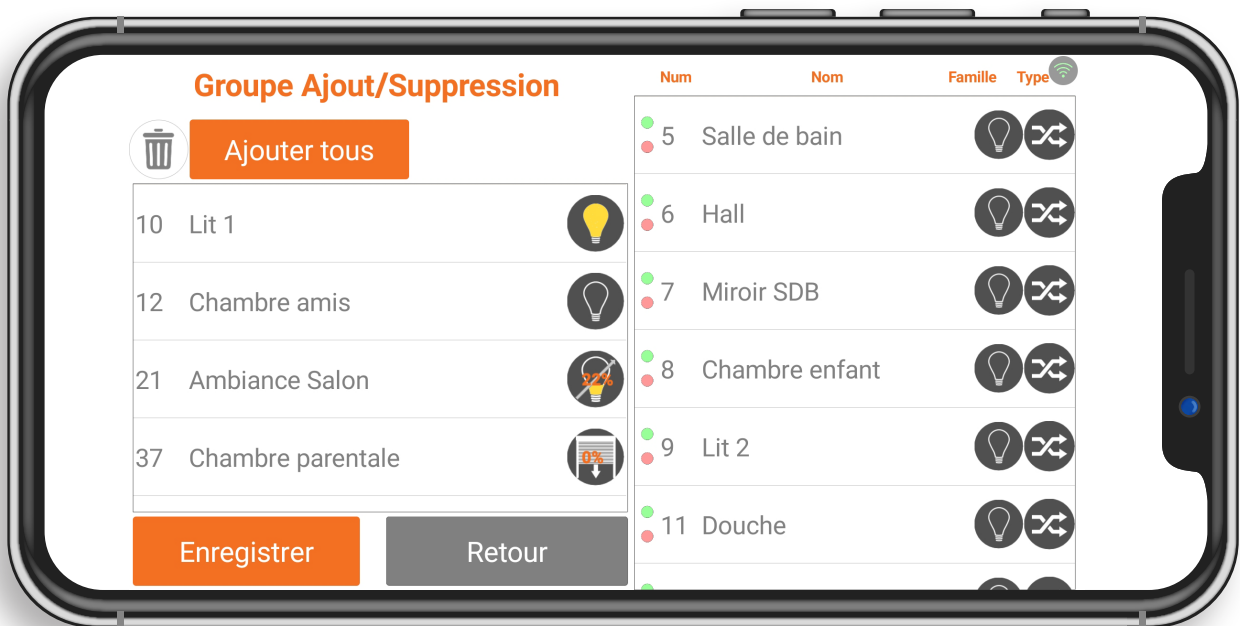 Groupe Ajout/Suppression
Ajouter tous
10 Lit 1
12 Chambre amis
21 Ambiance Salon 22%
37 Chambre parentale 0%
Enregistrer Retour
Num Nom Famille Type
5 Salle de bain
6 Hall
7 Miroir SDB
8 Chambre enfant
9 Lit 2
11 Douche